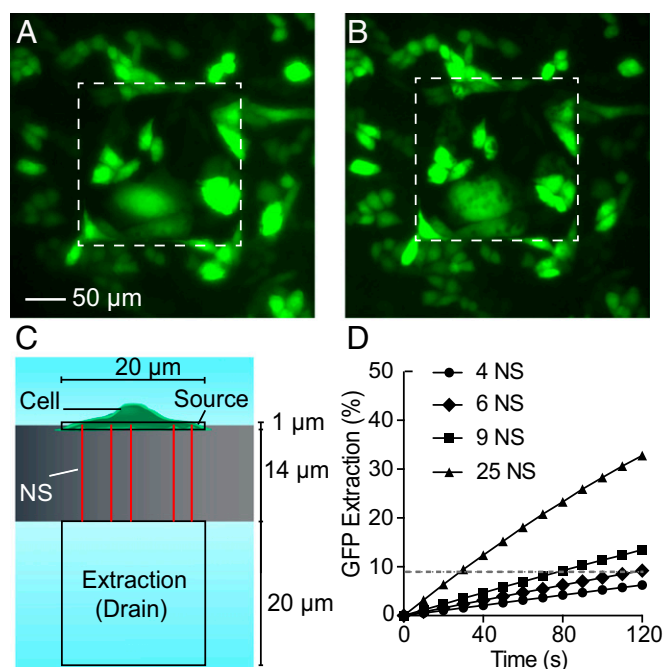 A
B
50 µm
C
20 µm
Cell
Source
1 µm
NS
14 µm
Extraction
(Drain)
20 µm
D
50
40
30
20
10
0
GFP Extraction (%)
4 NS
6 NS
9 NS
25 NS
0 40 80 120
Time (s)